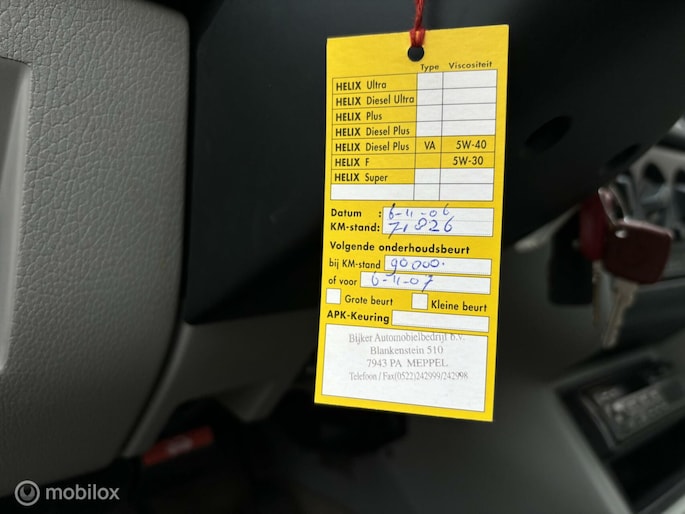 Type Viscositeit
HELIX Ultra
HELIX Diesel Ultra
HELIX Plus
HELIX Diesel Plus
HELIX Diesel Plus VA 5W-40
HELIX F 5W-30
HELIX Super
Datum : 6-11-06
KM-stand: 71826
Volgende onderhoudsbeurt
bij KM-stand 90000.
of voor 6-11-07
Grote beurt Kleine beurt
APK-Keuring
Bijker Automobielbedrijf b.v.
Blankenstein 510
7943 PA MEPPEL
Telefoon / Fax(0522)242999/242998
mobilox